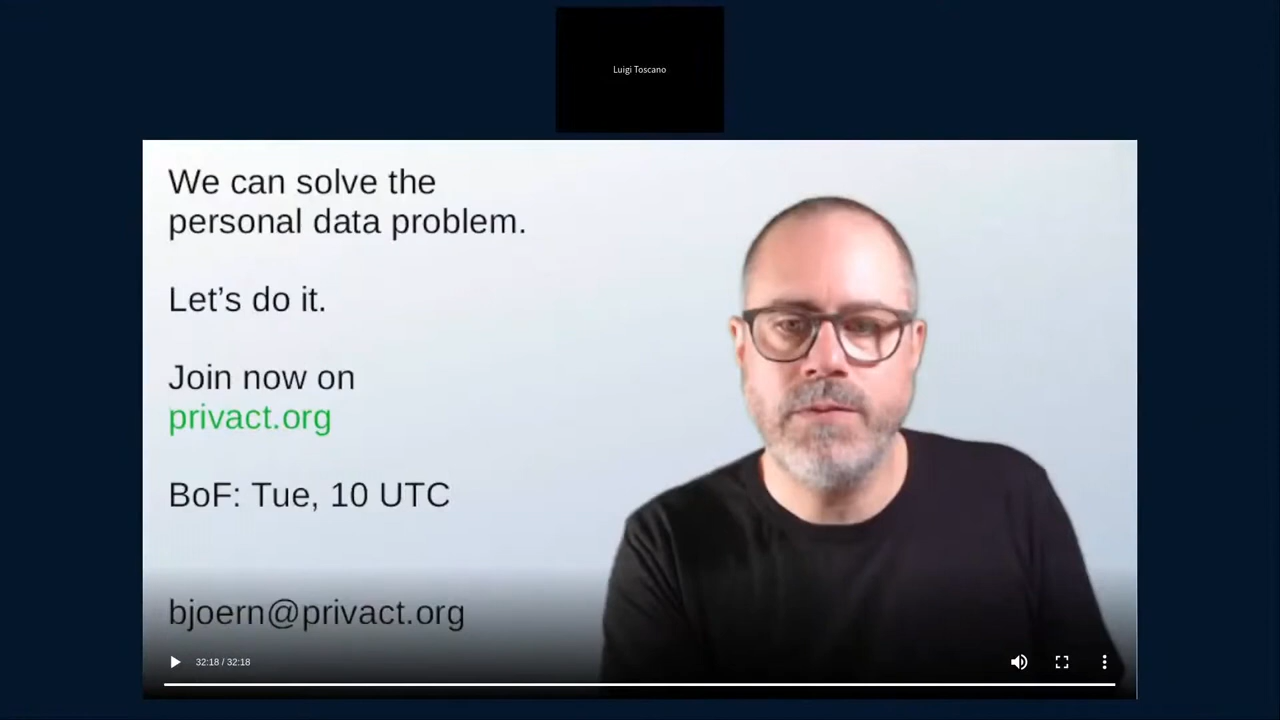 Luigi Toscano
We can solve the
personal data problem.
Let’s do it.
Join now on
privact.org
BoF: Tue, 10 UTC
bjoern@privact.org
32:18 / 32:18